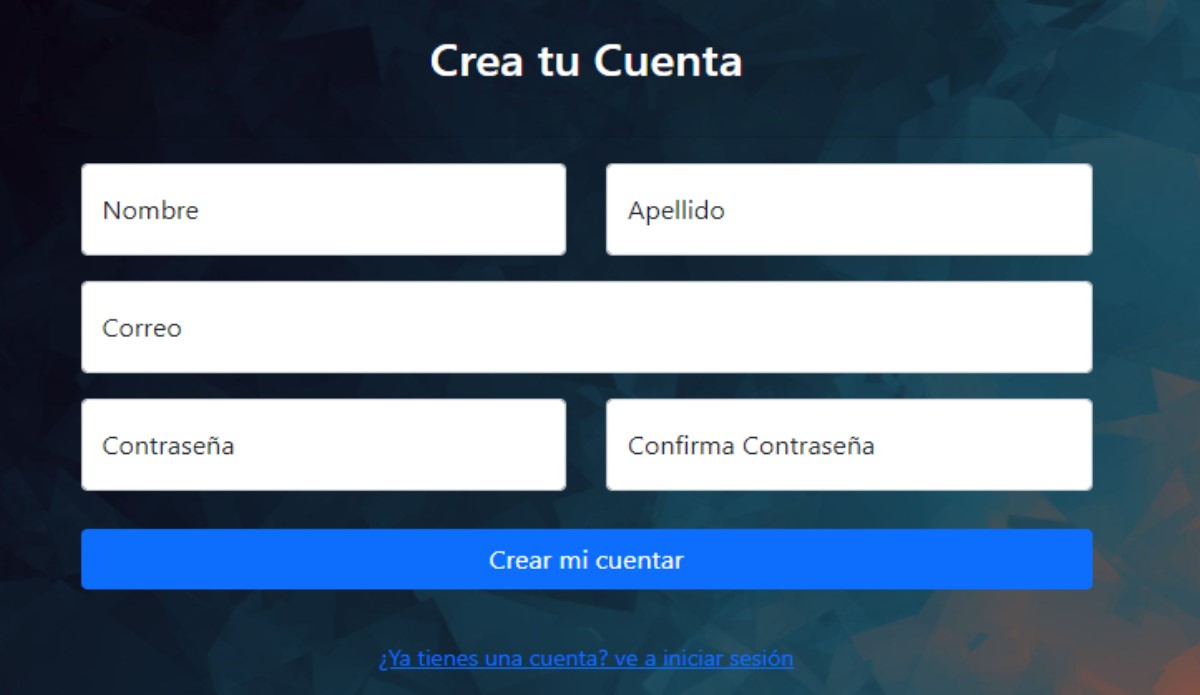 Crea tu Cuenta
Nombre
Apellido
Correo
Contraseña
Confirma Contraseña
Crear mi cuentar
¿Ya tienes una cuenta? ve a iniciar sesión